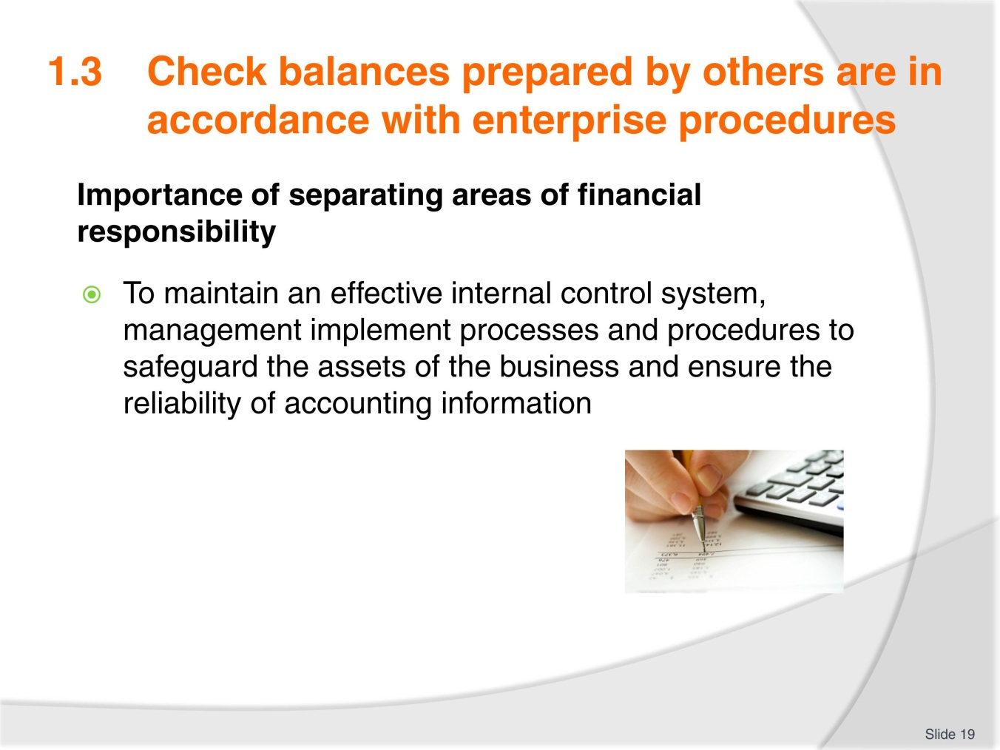 1.3 Check balances prepared by others are in
accordance with enterprise procedures
Importance of separating areas of financial
responsibility
To maintain an effective internal control system,
management implement processes and procedures to
safeguard the assets of the business and ensure the
reliability of accounting information
Slide 19